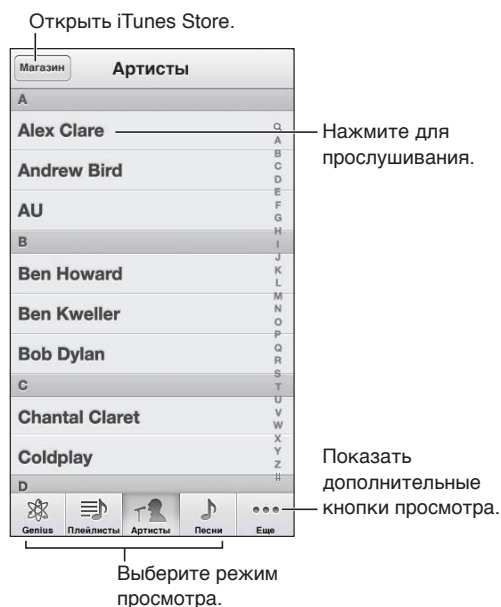 Открыть iTunes Store.
Магазин
Артисты
A
Alex Clare
Нажмите для
прослушивания.
Andrew Bird
AU
B
Ben Howard
Ben Kweller
Bob Dylan
C
Chantal Claret
Coldplay
D
A
B
C
D
E
F
G
H
I
J
K
L
M
N
O
P
Q
R
S
T
U
V
W
X
Y
Z
#
Показать
дополнительные
кнопки просмотра.
Genius
Плейлисты
Артисты
Песни
Еще
Выберите режим
просмотра.